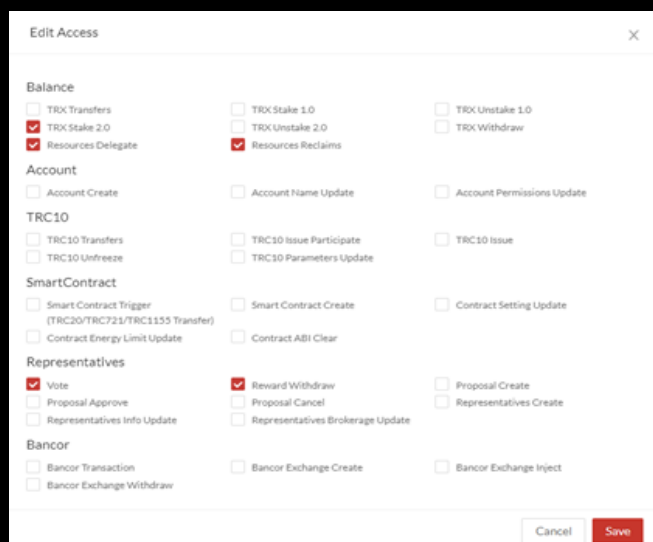 Edit Access
Balance
TRX Transfers TRX Stake 1.0 TRX Unstake 1.0
TRX Stake 2.0 TRX Unstake 2.0 TRX Withdraw
Resources Delegate Resources Reclaims
Account
Account Create Account Name Update Account Permissions Update
TRC10
TRC10 Transfers TRC10 Issue Participate TRC10 Issue
TRC10 Unfreeze TRC10 Parameters Update
SmartContract
Smart Contract Trigger Smart Contract Create Contract Setting Update
(TRC20/TRC721/TRC1155 Transfer)
Contract Energy Limit Update Contract ABI Clear
Representatives
Vote Reward Withdraw Proposal Create
Proposal Approve Proposal Cancel Representatives Create
Representatives Info Update Representatives Brokerage Update
Bancor
Bancor Transaction Bancor Exchange Create Bancor Exchange Inject
Bancor Exchange Withdraw
Cancel Save